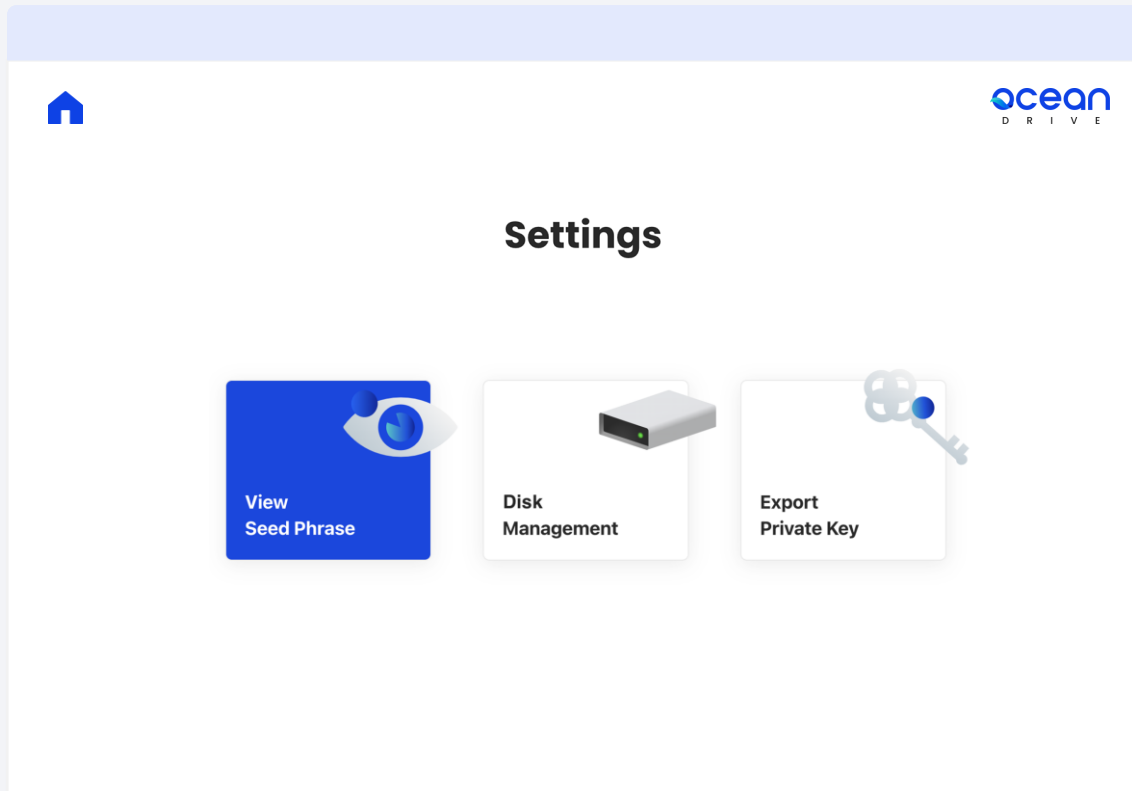 ocean
DRIVE
Settings
View
Seed Phrase
Disk
Management
Export
Private Key